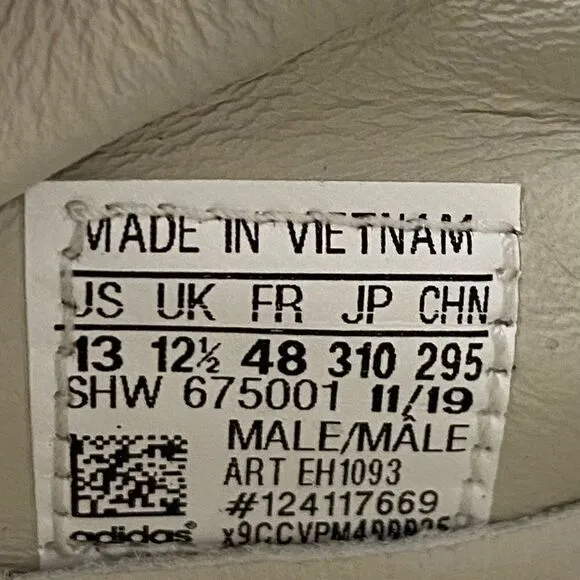 MADE IN VIETNAM
US UK FR JP CHN
13 12½ 48 310 295
SHW 675001 11/19
MALE/MÂLE
ART EH1093
#124117669
adidas®